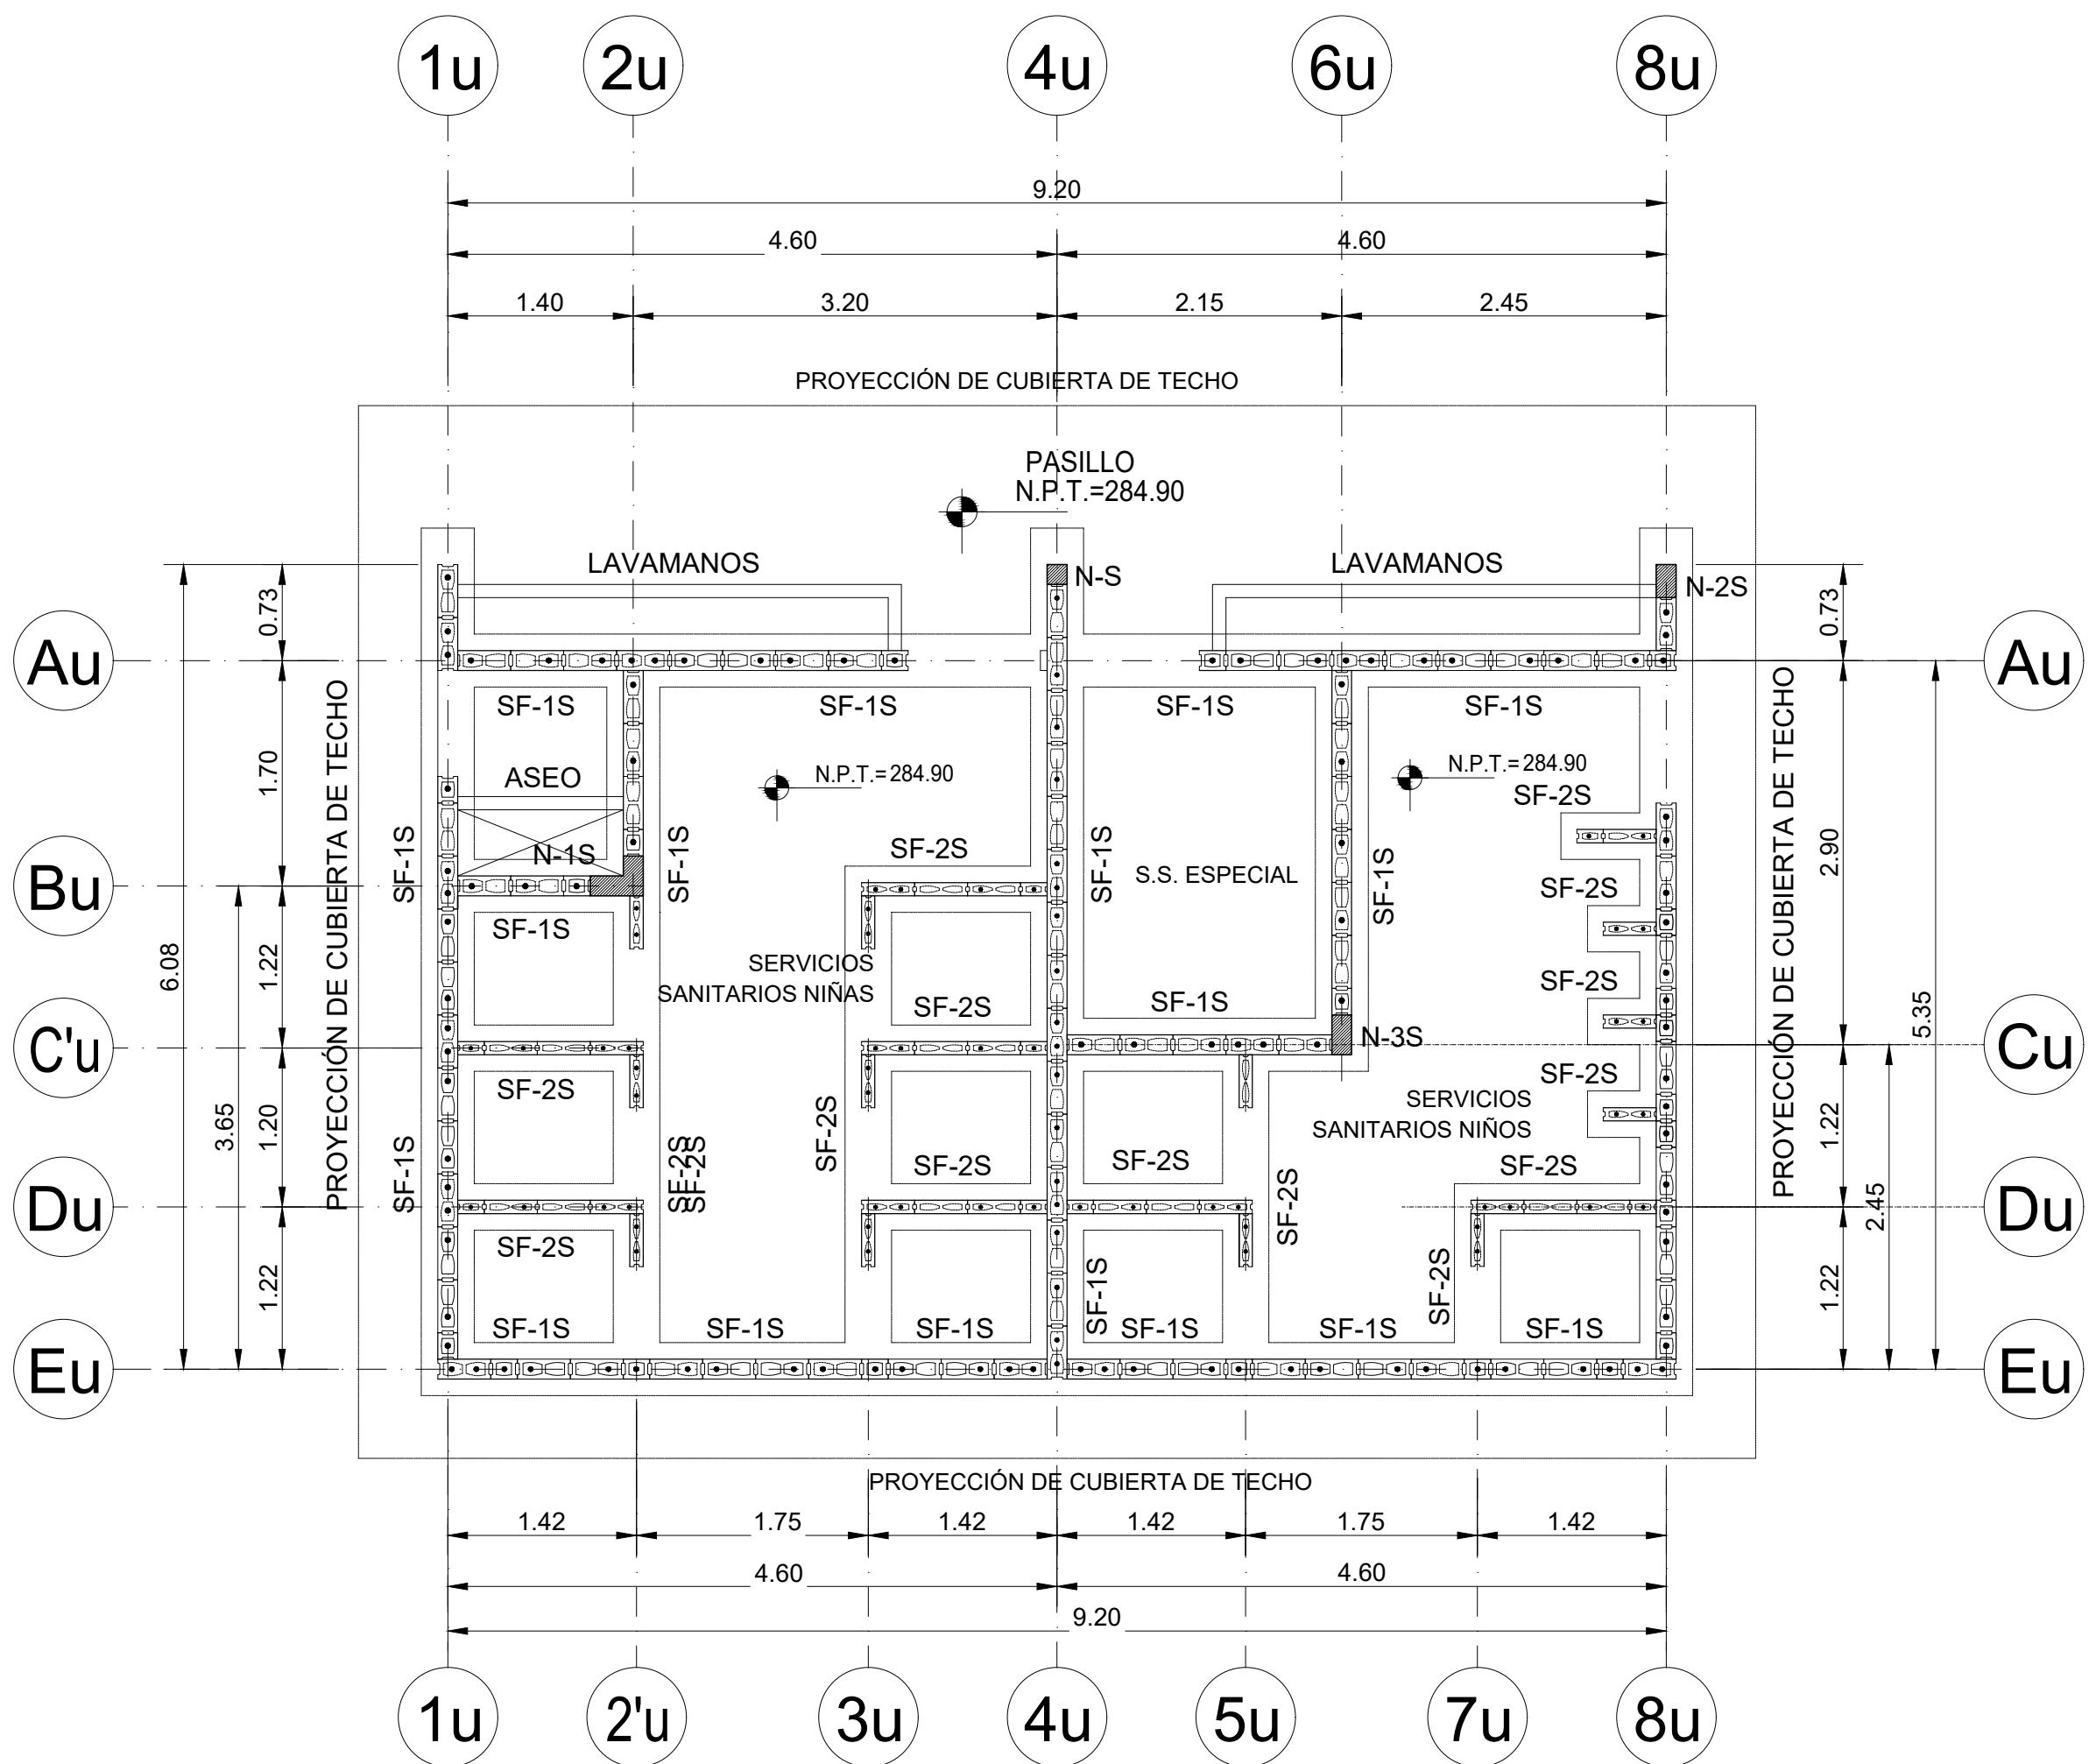 1u
2u
4u
6u
8u
9.20
4.60
4.60
1.40
3.20
2.15
2.45
PROYECCIÓN DE CUBIERTA DE TECHO
PASILLO
N.P.T.=284.90
LAVAMANOS
N-S
LAVAMANOS
N-2S
0.73
0.73
Au
Au
SF-1S
SF-1S
SF-1S
SF-1S
1.70
PROYECCIÓN DE CUBIERTA DE TECHO
PROYECCIÓN DE CUBIERTA DE TECHO
ASEO
N.P.T.=284.90
N.P.T.=284.90
SF-2S
SF-1S
N-1S
SF-1S
SF-2S
SF-1S
S.S. ESPECIAL
SF-1S
SF-2S
2.90
Bu
6.08
1.22
SF-1S
SERVICIOS
SANITARIOS NIÑAS
SF-2S
SF-1S
SF-2S
5.35
C'u
N-3S
Cu
SF-2S
SF-2S
SERVICIOS
SANITARIOS NIÑOS
3.65
1.20
SF-1S
SF-2S
SF-2S
SF-2S
SF-2S
SF-2S
SF-2S
SF-2S
1.22
2.45
Du
Du
SF-2S
SF-1S
SF-2S
1.22
1.22
SF-1S
SF-1S
SF-1S
SF-1S
SF-1S
SF-1S
Eu
Eu
PROYECCIÓN DE CUBIERTA DE TECHO
1.42
1.75
1.42
1.42
1.75
1.42
4.60
4.60
9.20
1u
2'u
3u
4u
5u
7u
8u